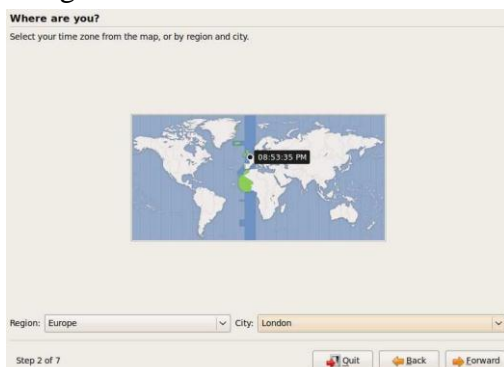 Where are you?
Select your time zone from the map, or by region and city.
08:53:35 PM
Region: Europe City: London
Step 2 of 7 Quit Back Forward